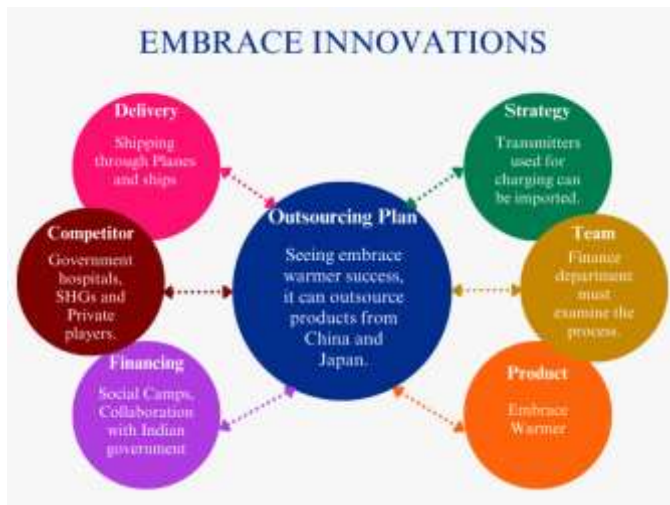 EMBRACE INNOVATIONS
Delivery
Shipping
through Planes
and ships
Strategy
Transmitters
used for
charging can
be imported.
Competitor
Government
hospitals,
SHGs and
Private
players.
Outsourcing Plan
Seeing embrace
warmer success,
it can outsource
products from
China and
Japan.
Team
Finance
department
must
examine the
process.
Financing
Social Camps,
Collaboration
with Indian
government
Product
Embrace
Warmer